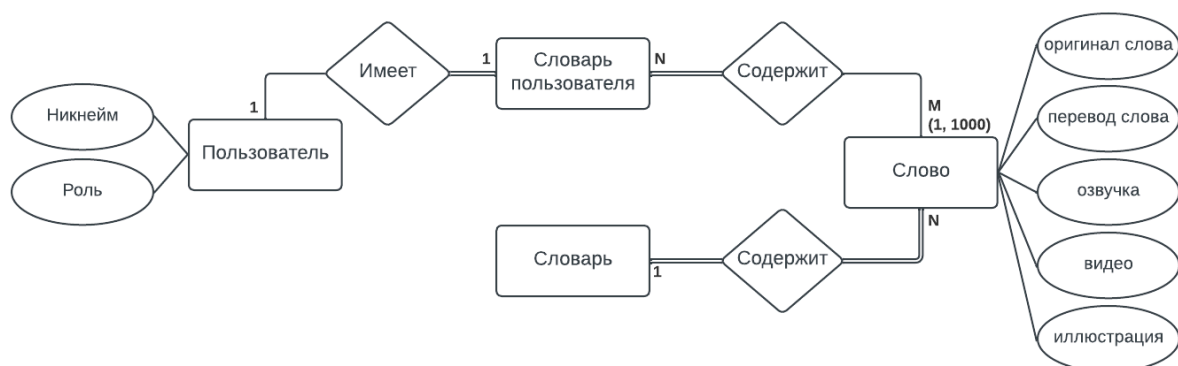 Никнейм
Роль
1
Пользователь
Имеет
1
Словарь
пользователя
N
Содержит
M
(1, 1000)
Слово
N
Словарь
1
Содержит
оригинал слова
перевод слова
озвучка
видео
иллюстрация